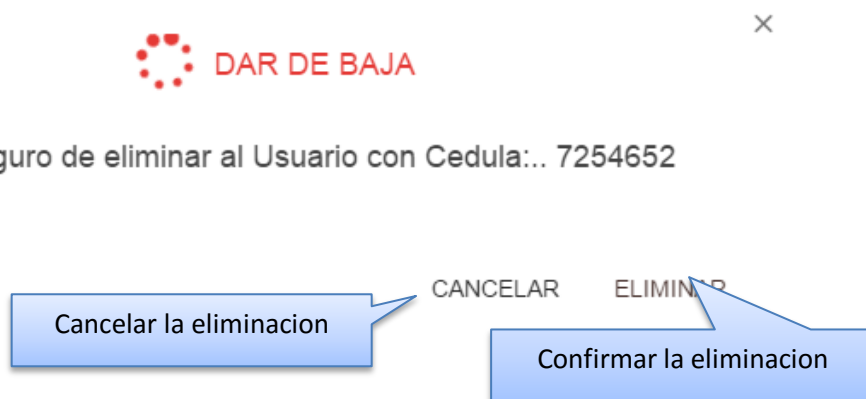 ×
DAR DE BAJA
guro de eliminar al Usuario con Cedula:.. 7254652
CANCELAR ELIMINAR
Cancelar la eliminacion
Confirmar la eliminacion